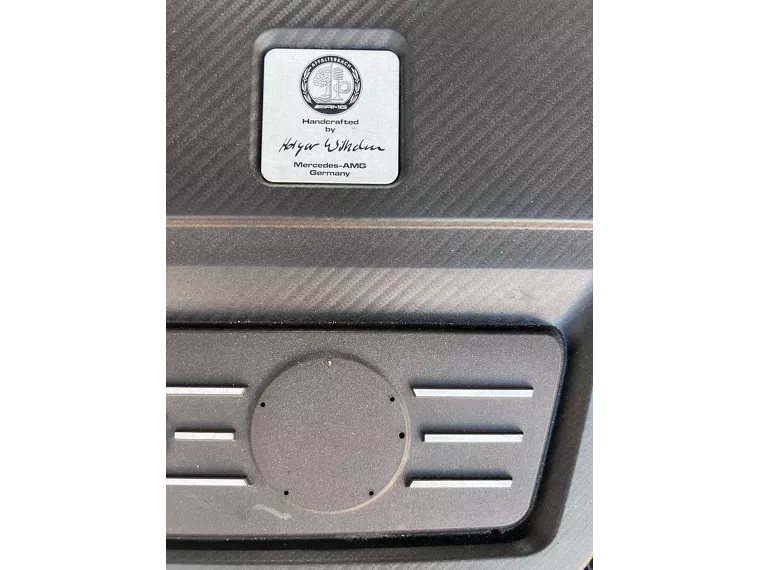 AFFALTERBACH
AMG
Handcrafted
by
Mercedes-AMG
Germany